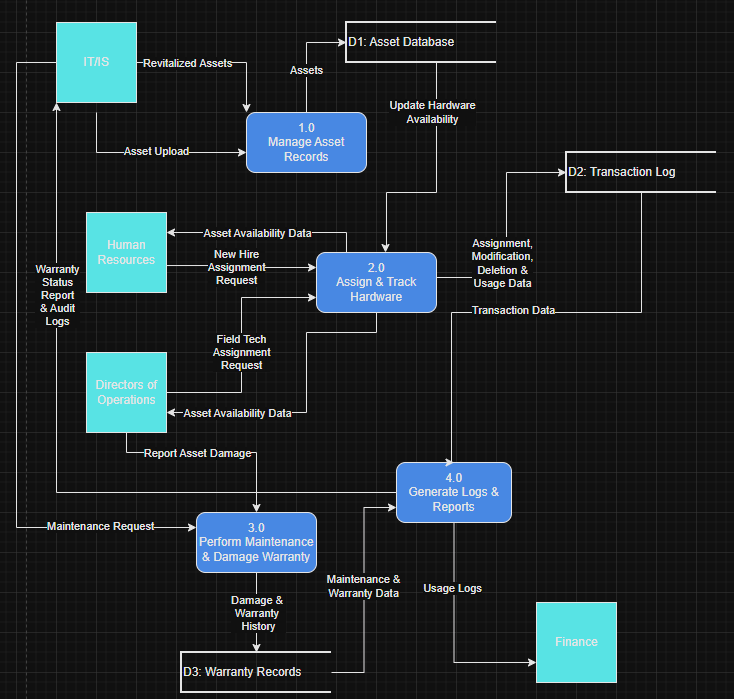 IT/IS
Revitalized Assets
Assets
D1: Asset Database
Update Hardware
Availability
1.0
Manage Asset
Records
Asset Upload
D2: Transaction Log
Human
Resources
Asset Availability Data
New Hire
Assignment
Request
2.0
Assign & Track
Hardware
Assignment,
Modification,
Deletion &
Usage Data
Warranty
Status
Report
& Audit
Logs
Transaction Data
Field Tech
Assignment
Request
Directors of
Operations
Asset Availability Data
Report Asset Damage
4.0
Generate Logs &
Reports
Maintenance Request
3.0
Perform Maintenance
& Damage Warranty
Maintenance &
Warranty Data
Usage Logs
Damage &
Warranty
History
Finance
D3: Warranty Records